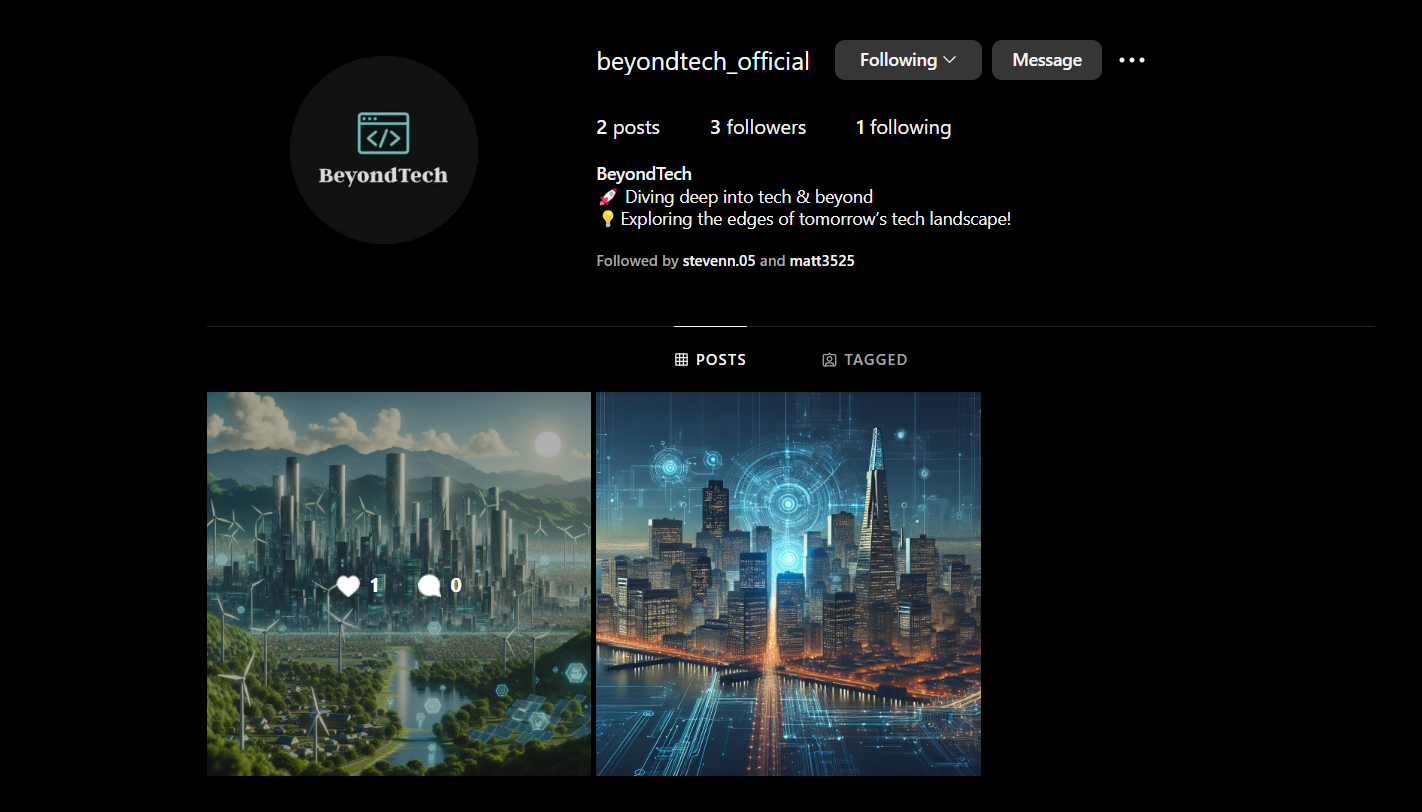 beyondtech_official Following Message
2 posts 3 followers 1 following
BeyondTech
🚀 Diving deep into tech & beyond
💡Exploring the edges of tomorrow’s tech landscape!
Followed by stevenn.05 and matt3525
</>
BeyondTech
POSTS TAGGED
1 0